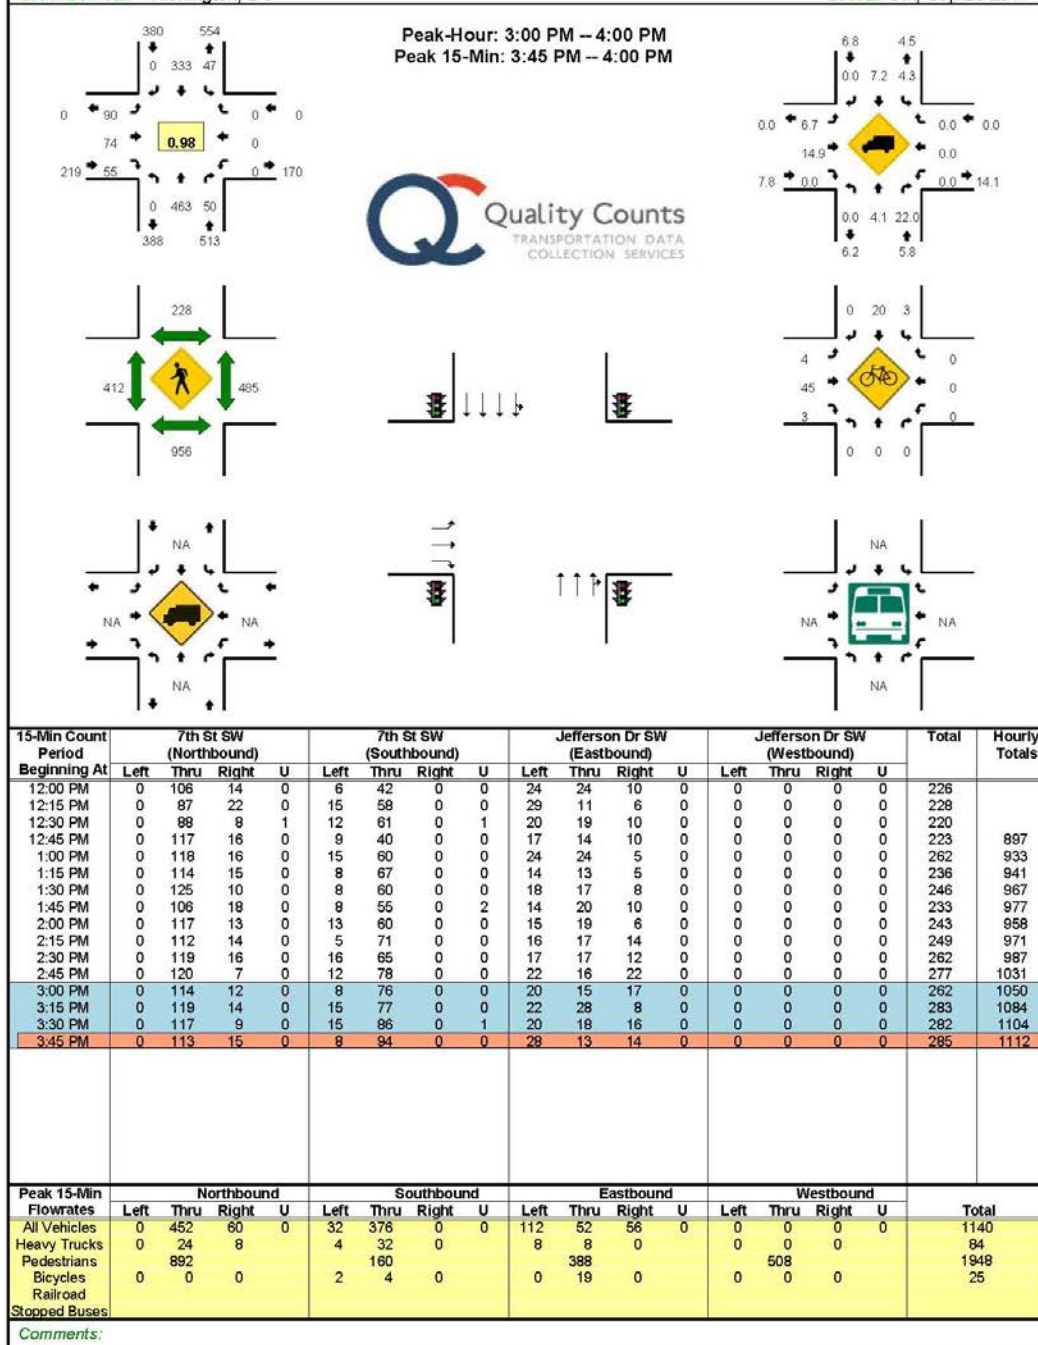 Peak-Hour: 3:00 PM -- 4:00 PM
Peak 15-Min: 3:45 PM -- 4:00 PM
380 554
0 333 47
0 90 0 0
74 0.98 0
219 55 0 170
0 463 50
388 513
6.8 4.5
0.0 7.2 4.3
0.0 6.7 0.0 0.0
14.9 0.0
7.8 0.0 0.0 14.1
0.0 4.1 22.0
6.2 5.8
QC Quality Counts
TRANSPORTATION DATA
COLLECTION SERVICES
228
412 485
956
0 20 3
4 0
45 0
3 0
0 0 0
NA
NA NA
NA
NA
NA NA
NA
15-Min Count Period Beginning At 7th St SW (Northbound) 7th St SW (Southbound) Jefferson Dr SW (Eastbound) Jefferson Dr SW (Westbound) Total Hourly Totals
Left Thru Right U Left Thru Right U Left Thru Right U Left Thru Right U
12:00 PM 0 106 14 0 6 42 0 0 24 24 10 0 0 0 0 0 226
12:15 PM 0 87 22 0 15 58 0 0 29 11 6 0 0 0 0 0 228
12:30 PM 0 88 8 1 12 61 0 1 20 19 10 0 0 0 0 0 220
12:45 PM 0 117 16 0 9 40 0 0 17 14 10 0 0 0 0 0 223 897
1:00 PM 0 118 16 0 15 60 0 0 24 24 5 0 0 0 0 0 262 933
1:15 PM 0 114 15 0 8 67 0 0 14 13 5 0 0 0 0 0 236 941
1:30 PM 0 125 10 0 8 60 0 0 18 17 8 0 0 0 0 0 246 967
1:45 PM 0 106 18 0 8 55 0 2 14 20 10 0 0 0 0 0 233 977
2:00 PM 0 117 13 0 13 60 0 0 15 19 6 0 0 0 0 0 243 958
2:15 PM 0 112 14 0 5 71 0 0 16 17 14 0 0 0 0 0 249 971
2:30 PM 0 119 16 0 16 65 0 0 17 17 12 0 0 0 0 0 262 987
2:45 PM 0 120 7 0 12 78 0 0 22 16 22 0 0 0 0 0 277 1031
3:00 PM 0 114 12 0 8 76 0 0 20 15 17 0 0 0 0 0 262 1050
3:15 PM 0 119 14 0 15 77 0 0 22 28 8 0 0 0 0 0 283 1084
3:30 PM 0 117 9 0 15 86 0 1 20 18 16 0 0 0 0 0 282 1104
3:45 PM 0 113 15 0 8 94 0 0 28 13 14 0 0 0 0 0 285 1112
Peak 15-Min Flowrates Northbound Southbound Eastbound Westbound Total
Left Thru Right U Left Thru Right U Left Thru Right U Left Thru Right U
All Vehicles 0 452 60 0 32 376 0 0 112 52 56 0 0 0 0 0 1140
Heavy Trucks 0 24 8 4 32 0 8 8 0 0 0 0 84
Pedestrians 892 160 388 508 1948
Bicycles 0 0 0 2 4 0 0 19 0 0 0 0 25
Railroad
Stopped Buses
Comments: